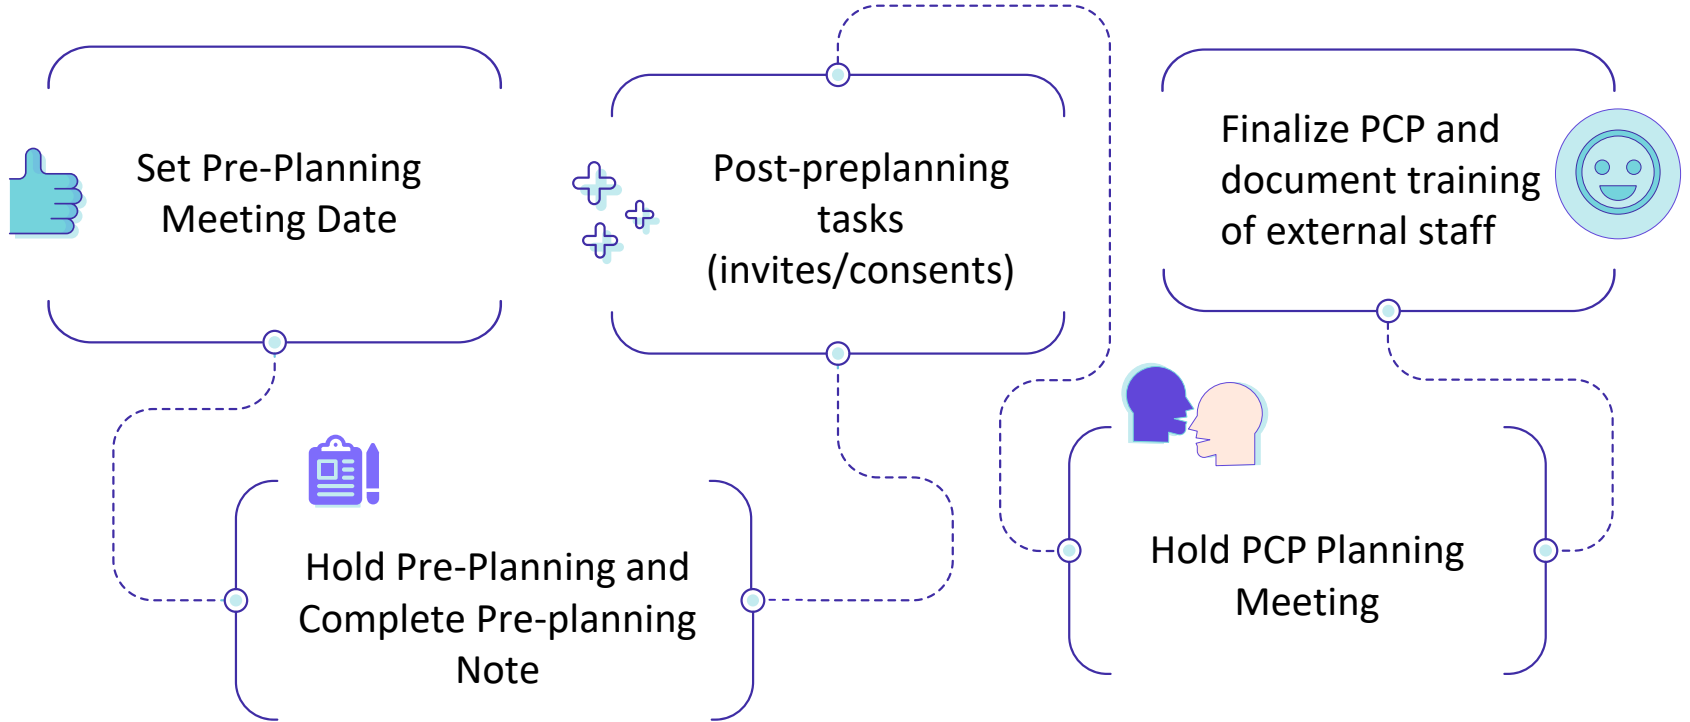 Set Pre-Planning
Meeting Date
Hold Pre-Planning and
Complete Pre-planning
Note
Post-preplanning
tasks
(invites/consents)
Hold PCP Planning
Meeting
Finalize PCP and
document training
of external staff